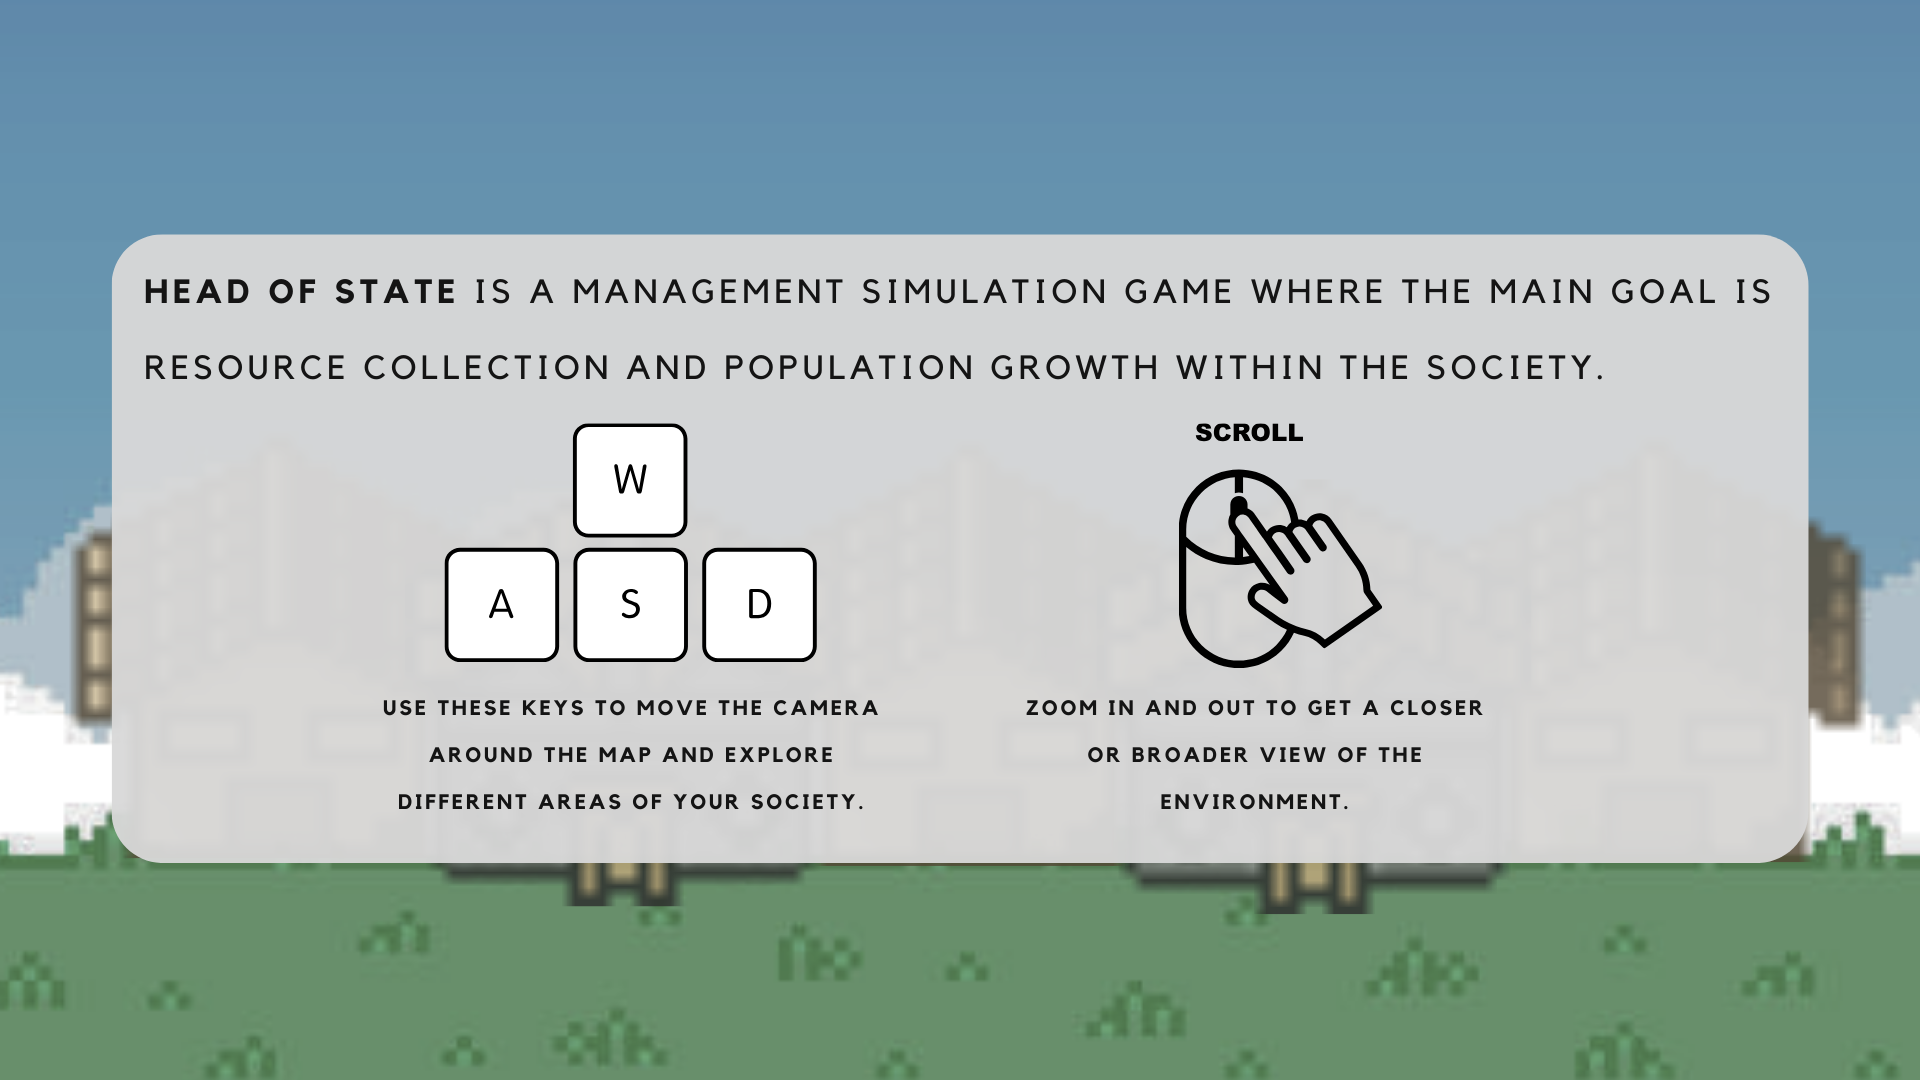 HEAD OF STATE IS A MANAGEMENT SIMULATION GAME WHERE THE MAIN GOAL IS
RESOURCE COLLECTION AND POPULATION GROWTH WITHIN THE SOCIETY.
W
A S D
USE THESE KEYS TO MOVE THE CAMERA
AROUND THE MAP AND EXPLORE
DIFFERENT AREAS OF YOUR SOCIETY.
SCROLL
ZOOM IN AND OUT TO GET A CLOSER
OR BROADER VIEW OF THE
ENVIRONMENT.